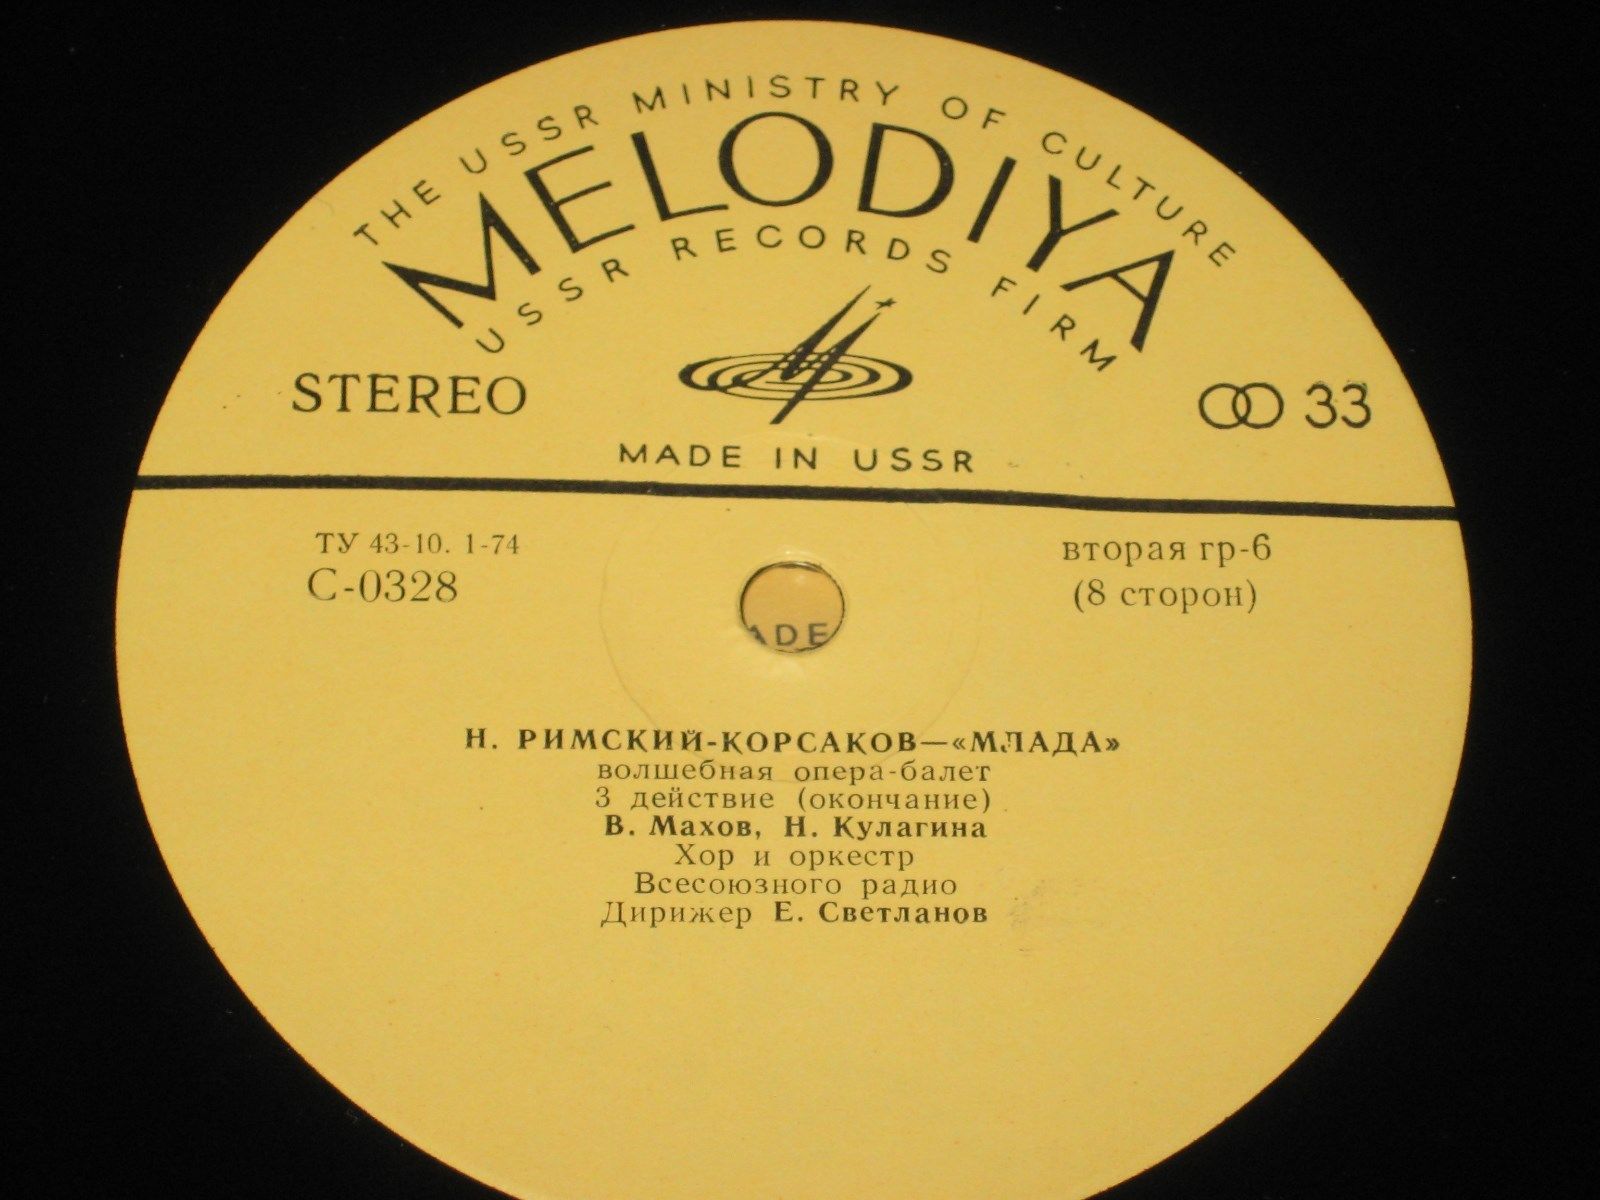 THE USSR MINISTRY OF CULTURE
MELODIYA
USSR RECORDS FIRM
STEREO
33
MADE IN USSR
ТУ 43-10. 1-74
С-0328
вторая гр-6
(8 сторон)
ADE
Н. РИМСКИЙ-КОРСАКОВ—«МЛАДА»
волшебная опера-балет
3 действие (окончание)
В. Махов, Н. Кулагина
Хор и оркестр
Всесоюзного радио
Дирижер Е. Светланов